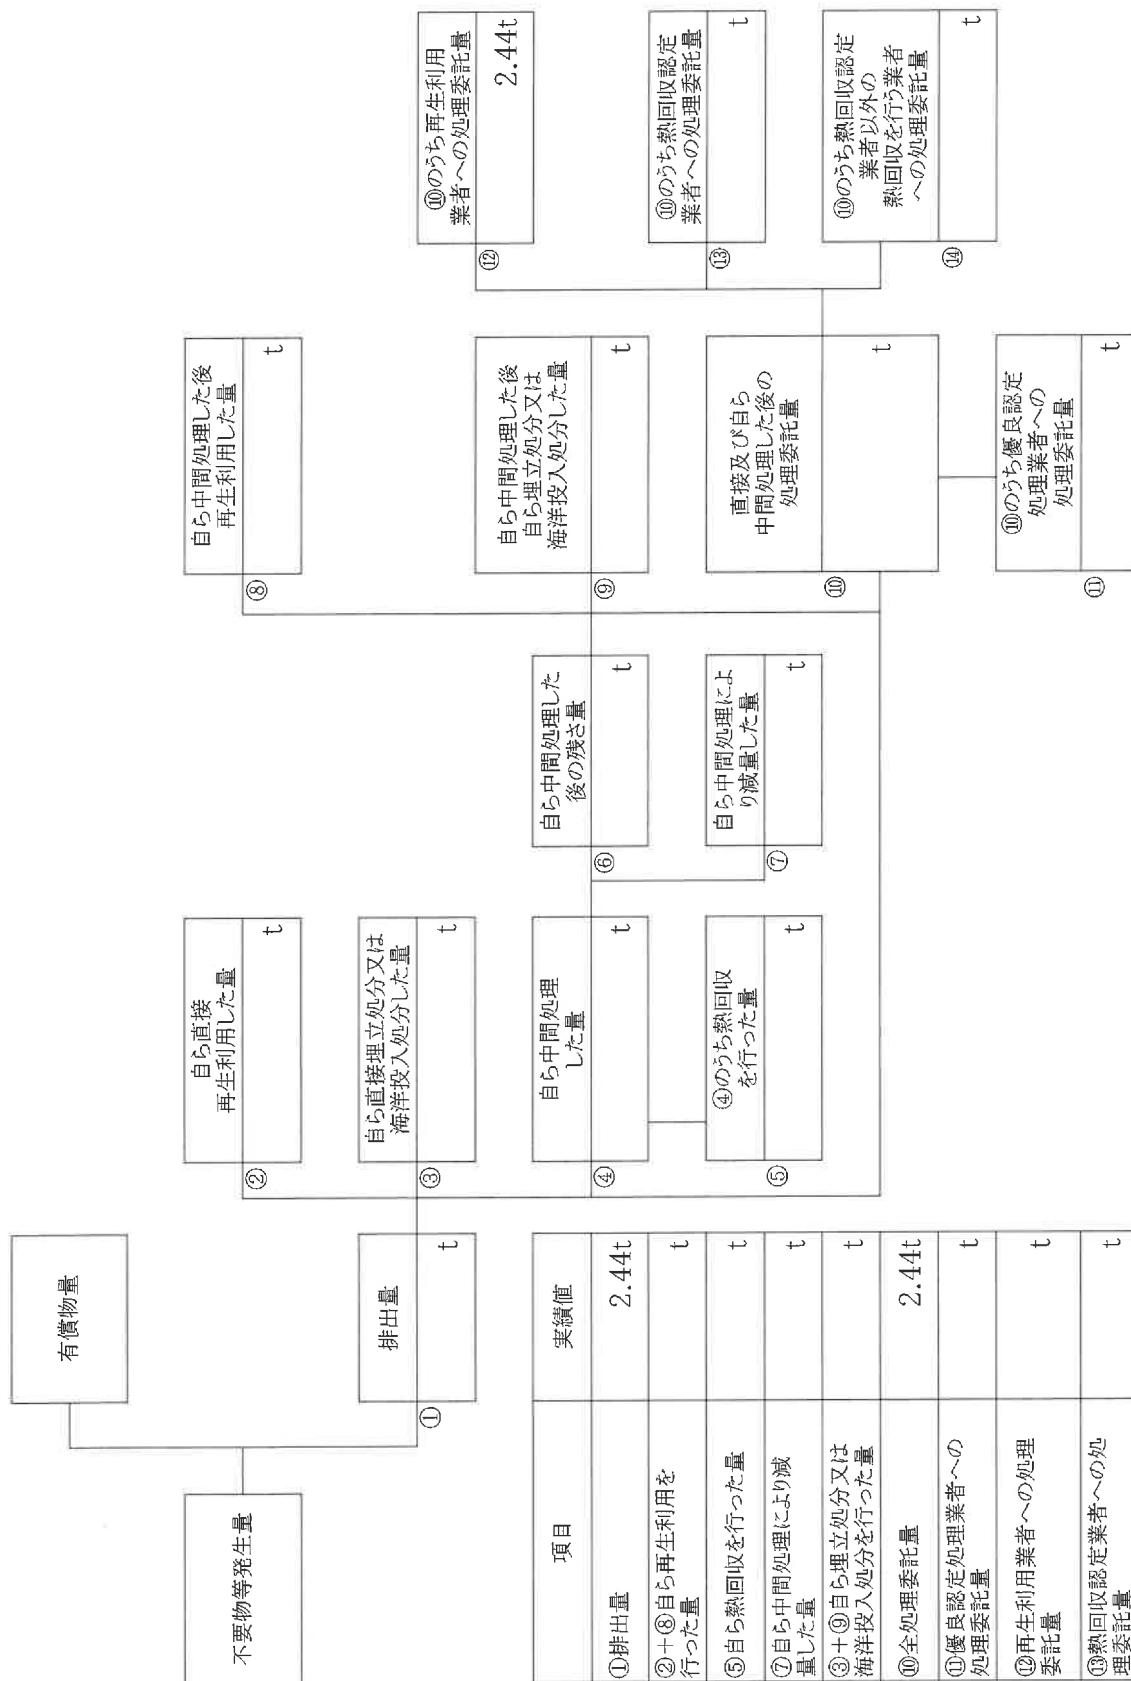 有償物量
不要物等発生量
排出量
①
t
自ら直接
再生利用した量
②
t
自ら直接埋立処分又は
海洋投入処分した量
③
t
自ら中間処理
した量
④
t
④のうち熱回収
を行った量
⑤
t
自ら中間処理した
後の残さ量
⑥
t
自ら中間処理によ
り減量した量
⑦
t
自ら中間処理した後
再生利用した量
⑧
t
自ら中間処理した後
自ら埋立処分又は
海洋投入処分した量
⑨
t
直接及び自ら
中間処理した後の
処理委託量
⑩
t
⑩のうち優良認定
処理業者への
処理委託量
⑪
t
⑩のうち再生利用
業者への処理委託量
⑫
2.44t
⑩のうち熱回収認定
業者への処理委託量
⑬
t
⑩のうち熱回収認定
業者以外の
熱回収を行う業者
への処理委託量
⑭
t
項目 実績値
①排出量 2.44t
②+⑧自ら再生利用を
行った量 t
⑤自ら熱回収を行った量 t
⑦自ら中間処理により減
量した量 t
③+⑨自ら埋立処分又は
海洋投入処分を行った量 t
⑩全処理委託量 2.44t
⑪優良認定処理業者への
処理委託量 t
⑫再生利用業者への処理
委託量 t
⑬熱回収認定業者への処
理委託量 t